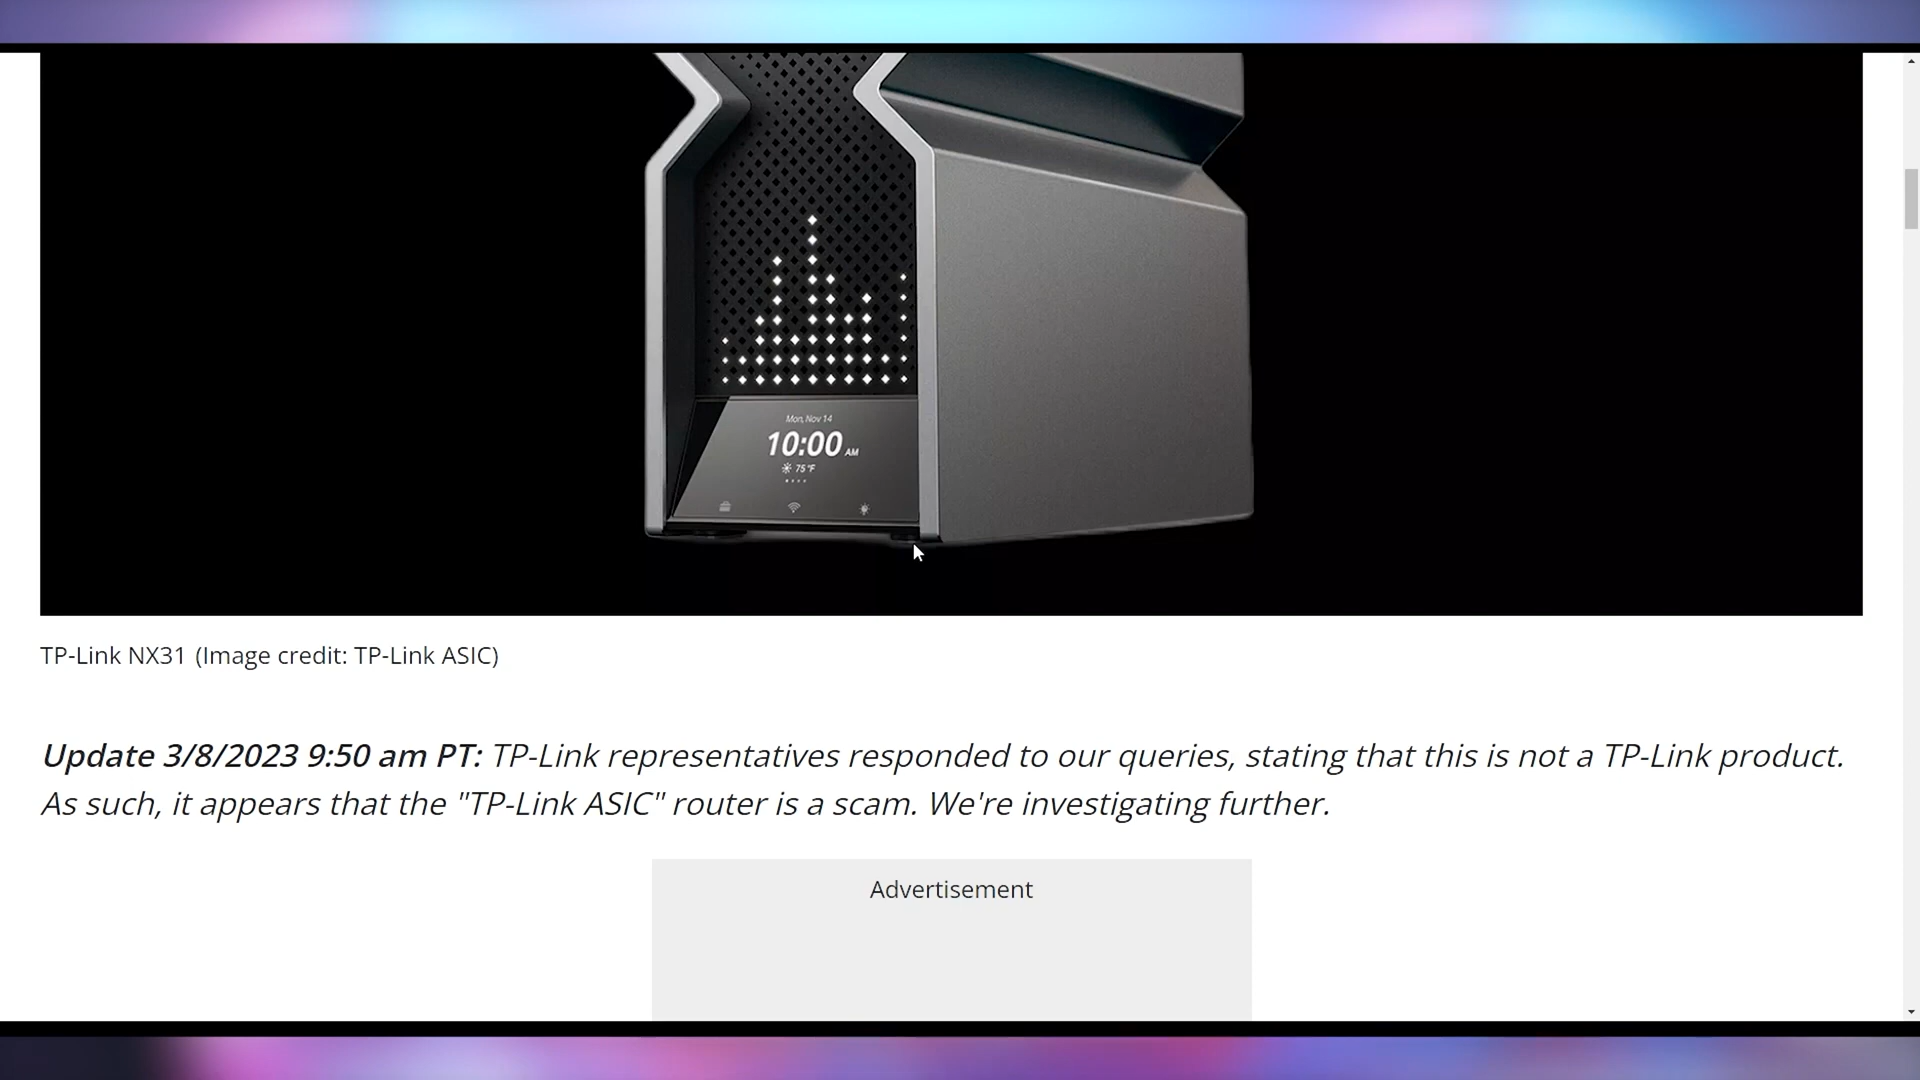 Mon, Nov 14
10:00 AM
75°F
TP-Link NX31 (Image credit: TP-Link ASIC)
Update 3/8/2023 9:50 am PT: TP-Link representatives responded to our queries, stating that this is not a TP-Link product.
As such, it appears that the "TP-Link ASIC" router is a scam. We're investigating further.
Advertisement